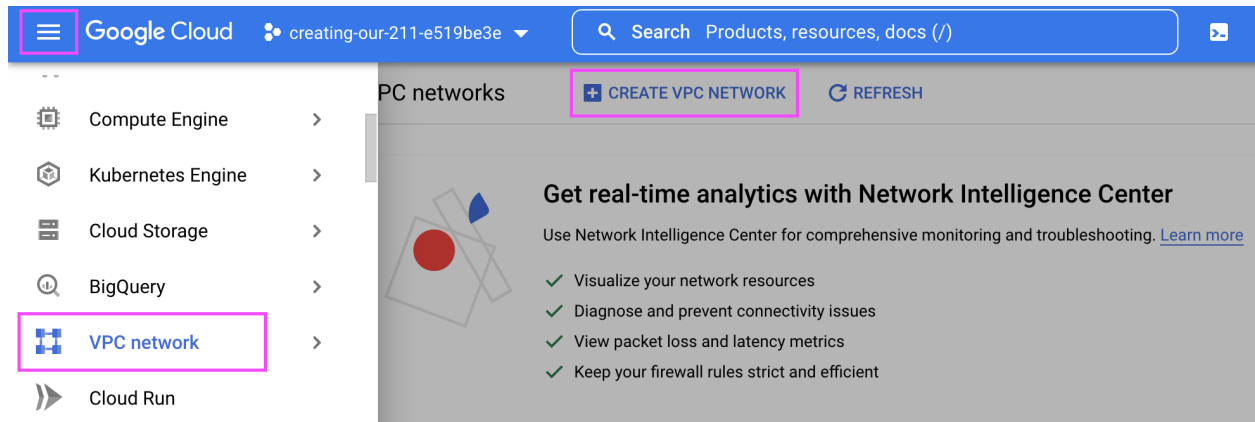 Google Cloud
creating-our-211-e519be3e
Search Products, resources, docs (/)
Compute Engine
Kubernetes Engine
Cloud Storage
BigQuery
VPC network
Cloud Run
PC networks
CREATE VPC NETWORK
REFRESH
Get real-time analytics with Network Intelligence Center
Use Network Intelligence Center for comprehensive monitoring and troubleshooting. Learn more
Visualize your network resources
Diagnose and prevent connectivity issues
View packet loss and latency metrics
Keep your firewall rules strict and efficient